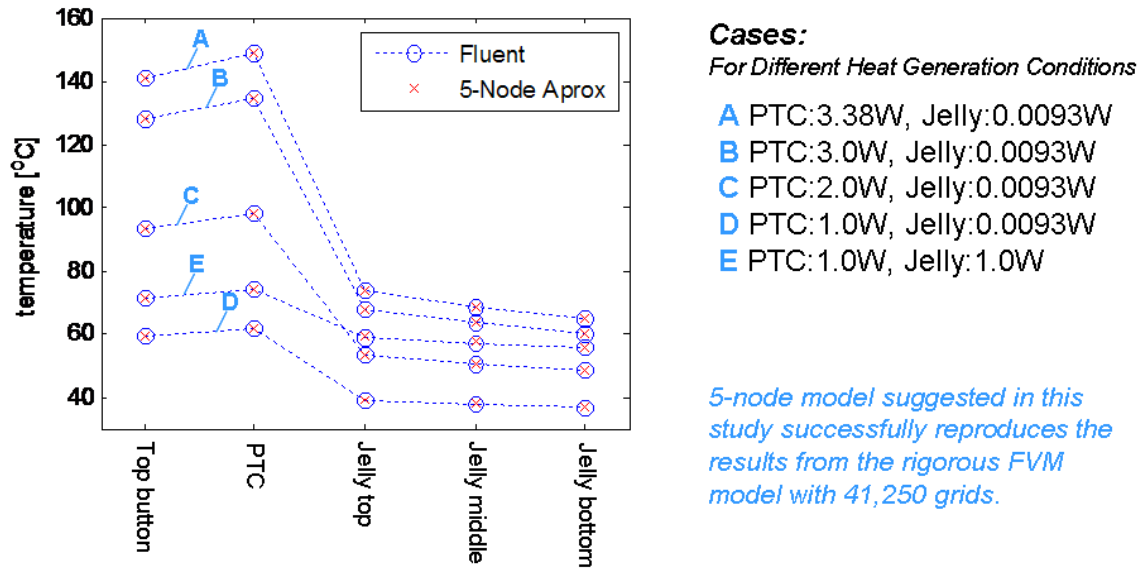 160
140
120
100
80
60
40
temperature [°C]
A
B
C
E
D
Fluent
5-Node Aprox
Top button
PTC
Jelly top
Jelly middle
Jelly bottom
Cases:
For Different Heat Generation Conditions
A PTC:3.38W, Jelly:0.0093W
B PTC:3.0W, Jelly:0.0093W
C PTC:2.0W, Jelly:0.0093W
D PTC:1.0W, Jelly:0.0093W
E PTC:1.0W, Jelly:1.0W
5-node model suggested in this
study successfully reproduces the
results from the rigorous FVM
model with 41,250 grids.